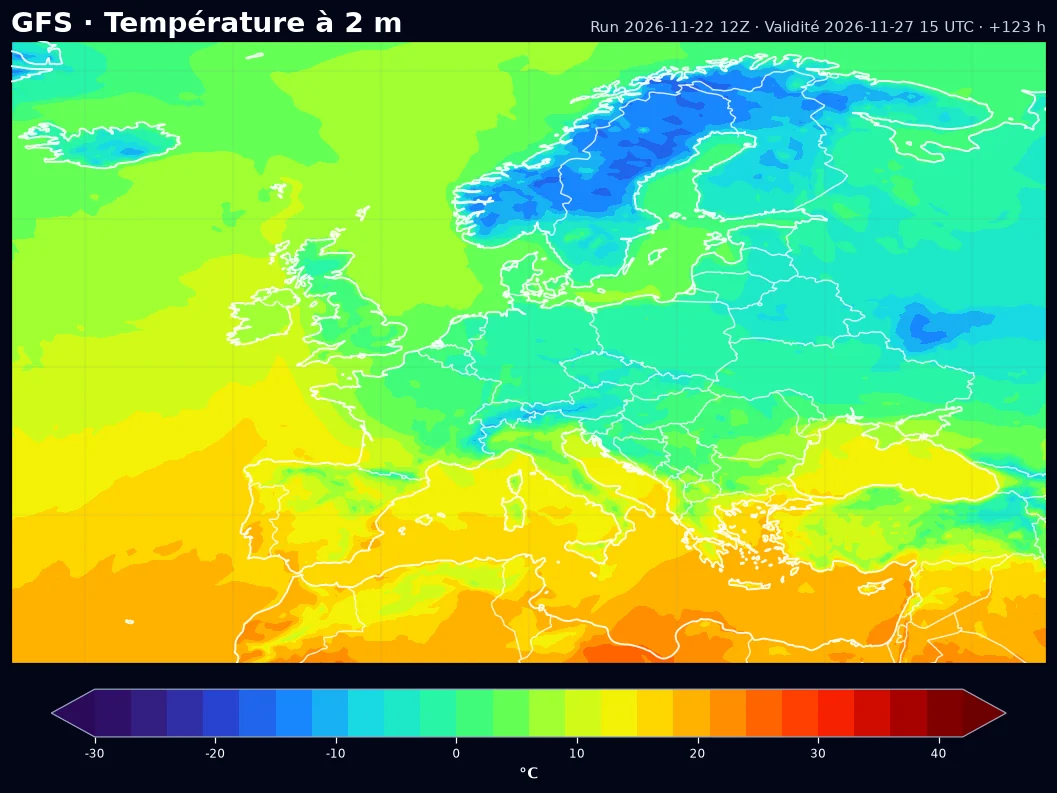 GFS · Température à 2 m
Run 2026-11-22 12Z · Validité 2026-11-27 15 UTC · +123 h
-30 -20 -10 0 10 20 30 40
°C